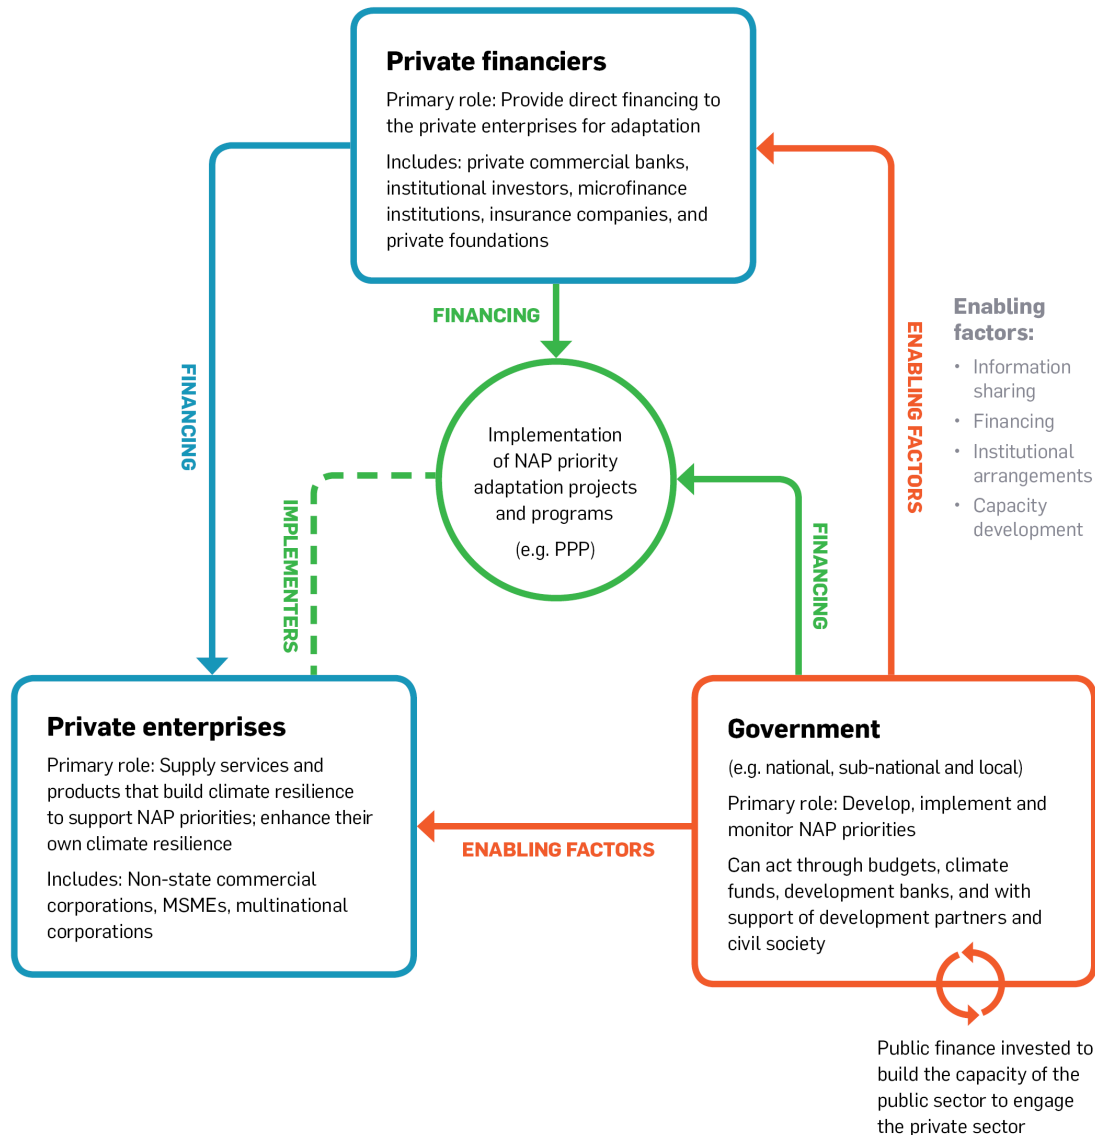 Private financiers
Primary role: Provide direct financing to
the private enterprises for adaptation
Includes: private commercial banks,
institutional investors, microfinance
institutions, insurance companies, and
private foundations
FINANCING
FINANCING
ENABLING FACTORS
Enabling
factors:
• Information
sharing
• Financing
• Institutional
arrangements
• Capacity
development
Implementation
of NAP priority
adaptation projects
and programs
(e.g. PPP)
IMPLEMENTERS
FINANCING
Private enterprises
Primary role: Supply services and
products that build climate resilience
to support NAP priorities; enhance their
own climate resilience
Includes: Non-state commercial
corporations, MSMEs, multinational
corporations
ENABLING FACTORS
Government
(e.g. national, sub-national and local)
Primary role: Develop, implement and
monitor NAP priorities
Can act through budgets, climate
funds, development banks, and with
support of development partners and
civil society
Public finance invested to
build the capacity of the
public sector to engage
the private sector